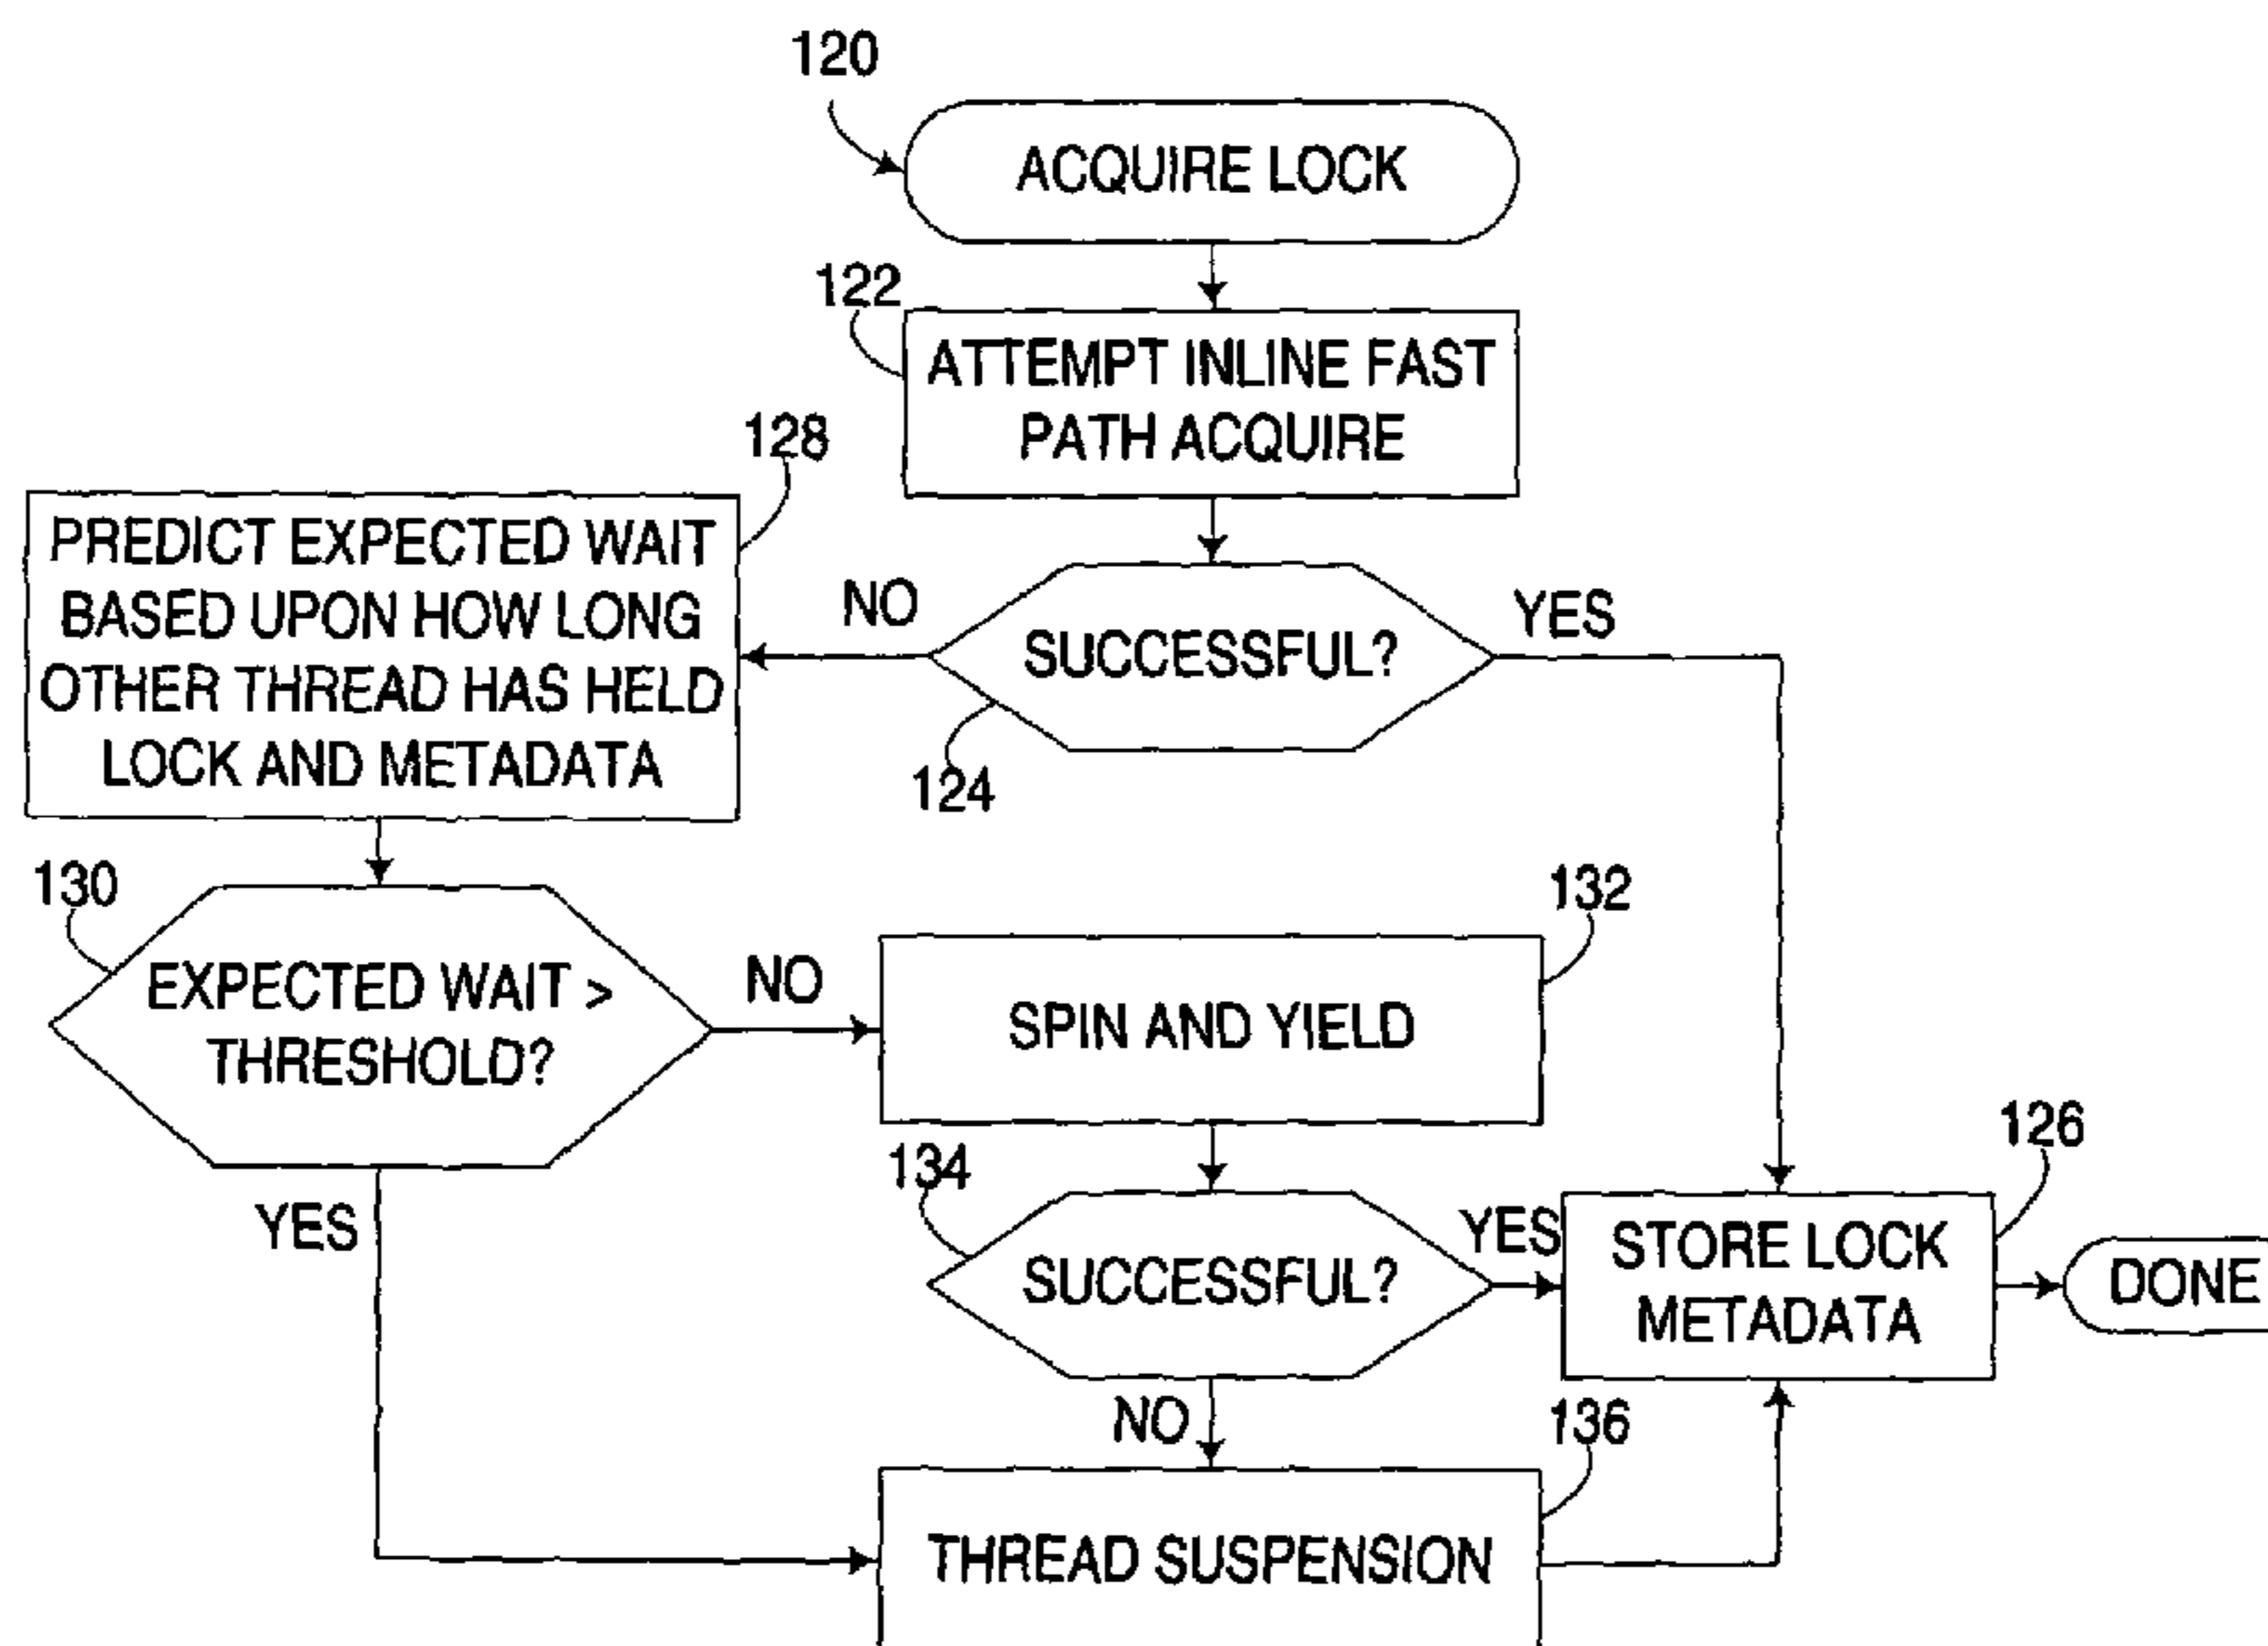 120
ACQUIRE LOCK
122
ATTEMPT INLINE FAST
PATH ACQUIRE
128
PREDICT EXPECTED WAIT
BASED UPON HOW LONG
OTHER THREAD HAS HELD
LOCK AND METADATA
NO
SUCCESSFUL?
YES
124
130
EXPECTED WAIT >
THRESHOLD?
NO
132
SPIN AND YIELD
YES
134
SUCCESSFUL?
YES
126
STORE LOCK
METADATA
DONE
NO
136
THREAD SUSPENSION